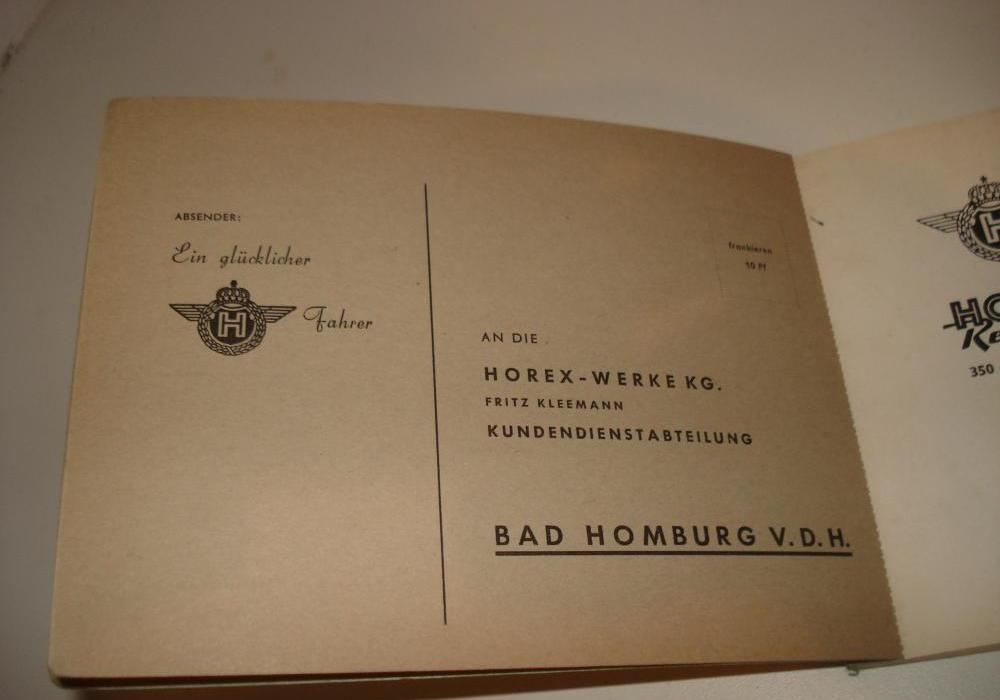 ABSENDER:
Ein glücklicher
H
Fahrer
frankieren
10 Pf
AN DIE
HOREX-WERKE KG.
FRITZ KLEEMANN
KUNDENDIENSTABTEILUNG
BAD HOMBURG V.D.H.
H
350